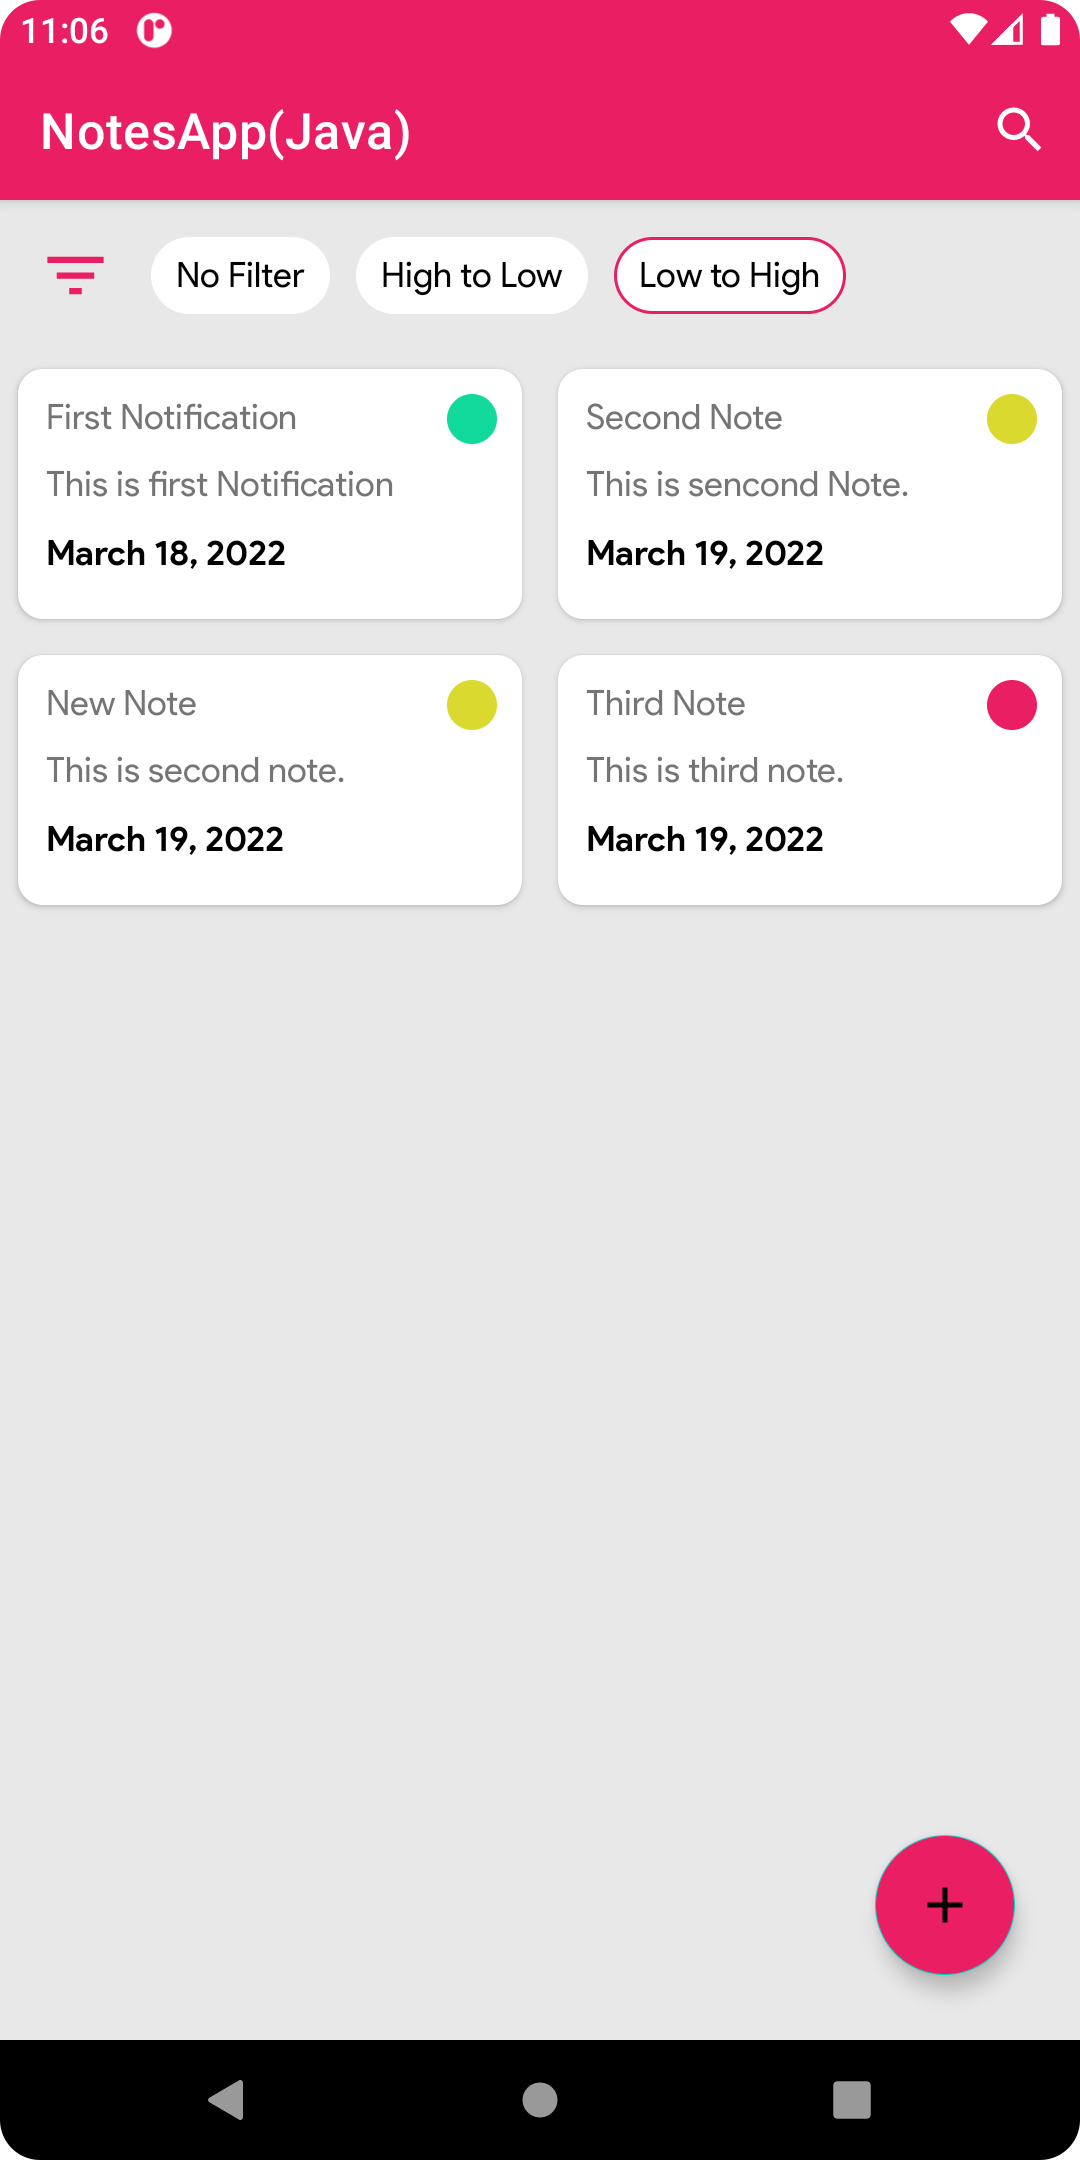 11:06
NotesApp(Java)
No Filter
High to Low
Low to High
First Notification
This is first Notification
March 18, 2022
Second Note
This is sencond Note.
March 19, 2022
New Note
This is second note.
March 19, 2022
Third Note
This is third note.
March 19, 2022